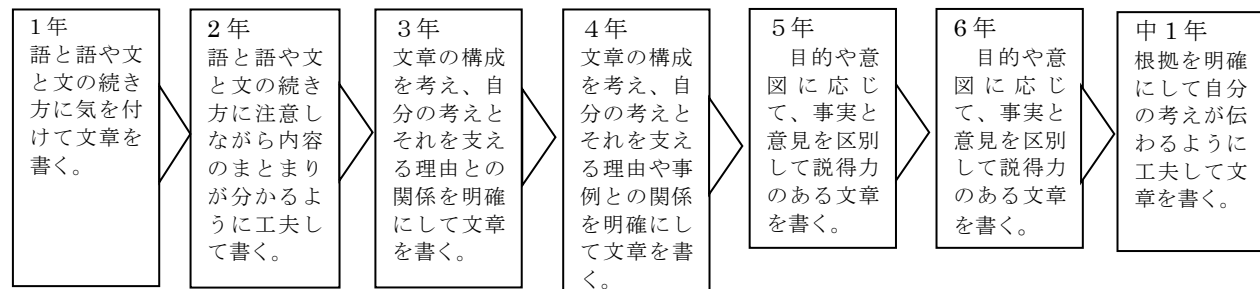 1年
語と語や文
と文の続き
方に気を付
けて文章を
書く。
2年
語と語や文
と文の続き
方に注意し
ながら内容
のまとまり
が分かるよ
うに工夫し
て書く。
3年
文章の構成
を考え、自
分の考えと
それを支え
る理由との
関係を明確
にして文章
を書く。
4年
文章の構成
を考え、自
分の考えと
それを支え
る理由や事
例との関係
を明確にし
て文章を書
く。
5年
目的や意
図に応じ
て、事実と
意見を区別
して説得力
のある文章
を書く。
6年
目的や意
図に応じ
て、事実と
意見を区別
して説得力
のある文章
を書く。
中1年
根拠を明確
にして自分
の考えが伝
わるように
工夫して文
章を書く。